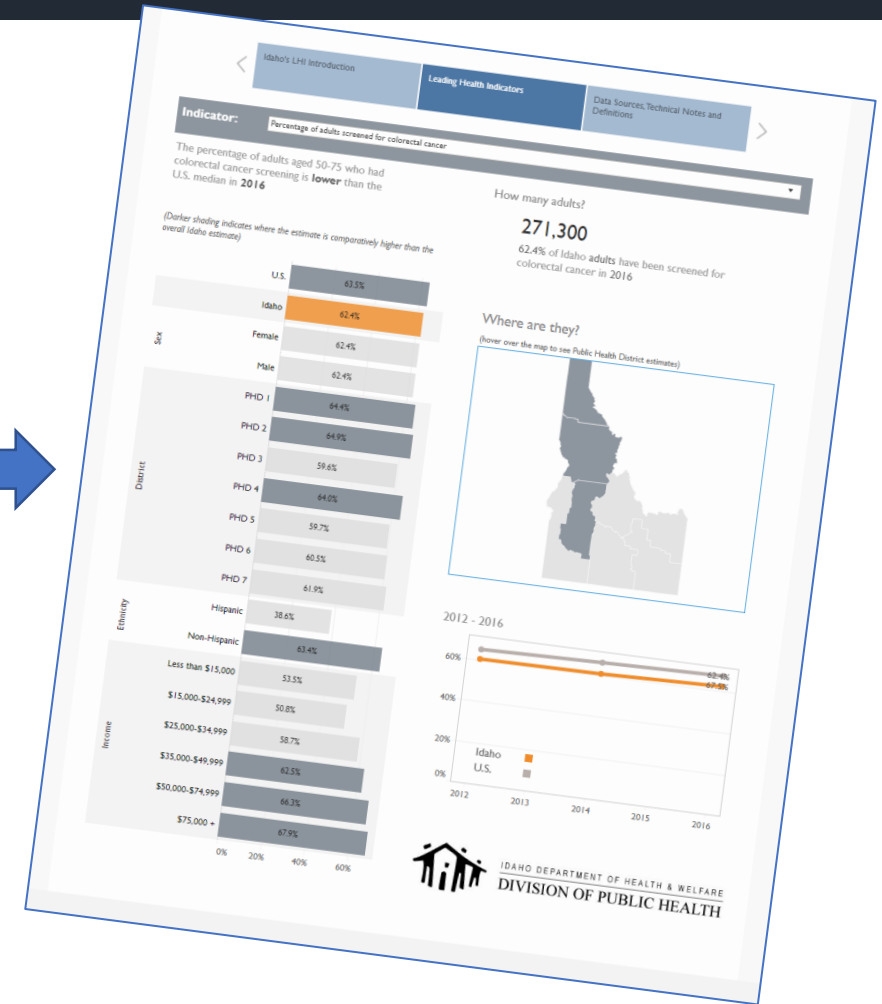 Idaho's LHI Introduction
Leading Health Indicators
Data Sources, Technical Notes and
Definitions
Indicator:
Percentage of adults screened for colorectal cancer
The percentage of adults aged 50-75 who had
colorectal cancer screening is lower than the
U.S. median in 2016
(Darker shading indicates where the estimate is comparatively higher than the
overall Idaho estimate)
U.S. 63.5%
Idaho 62.4%
Sex
Female 62.4%
Male 62.4%
District
PHD 1 64.4%
PHD 2 64.9%
PHD 3 59.6%
PHD 4 64.0%
PHD 5 59.7%
PHD 6 60.5%
PHD 7 61.9%
Ethnicity
Hispanic 38.6%
Non-Hispanic 63.4%
Income
Less than $15,000 53.5%
$15,000-$24,999 50.8%
$25,000-$34,999 58.7%
$35,000-$49,999 62.5%
$50,000-$74,999 66.3%
$75,000 + 67.9%
0% 20% 40% 60%
How many adults?
271,300
62.4% of Idaho adults have been screened for
colorectal cancer in 2016
Where are they?
(hover over the map to see Public Health District estimates)
2012 - 2016
60%
40%
20%
0%
62.4%
Idaho
U.S.
2012 2013 2014 2015 2016
IDAHO DEPARTMENT OF HEALTH & WELFARE
DIVISION OF PUBLIC HEALTH